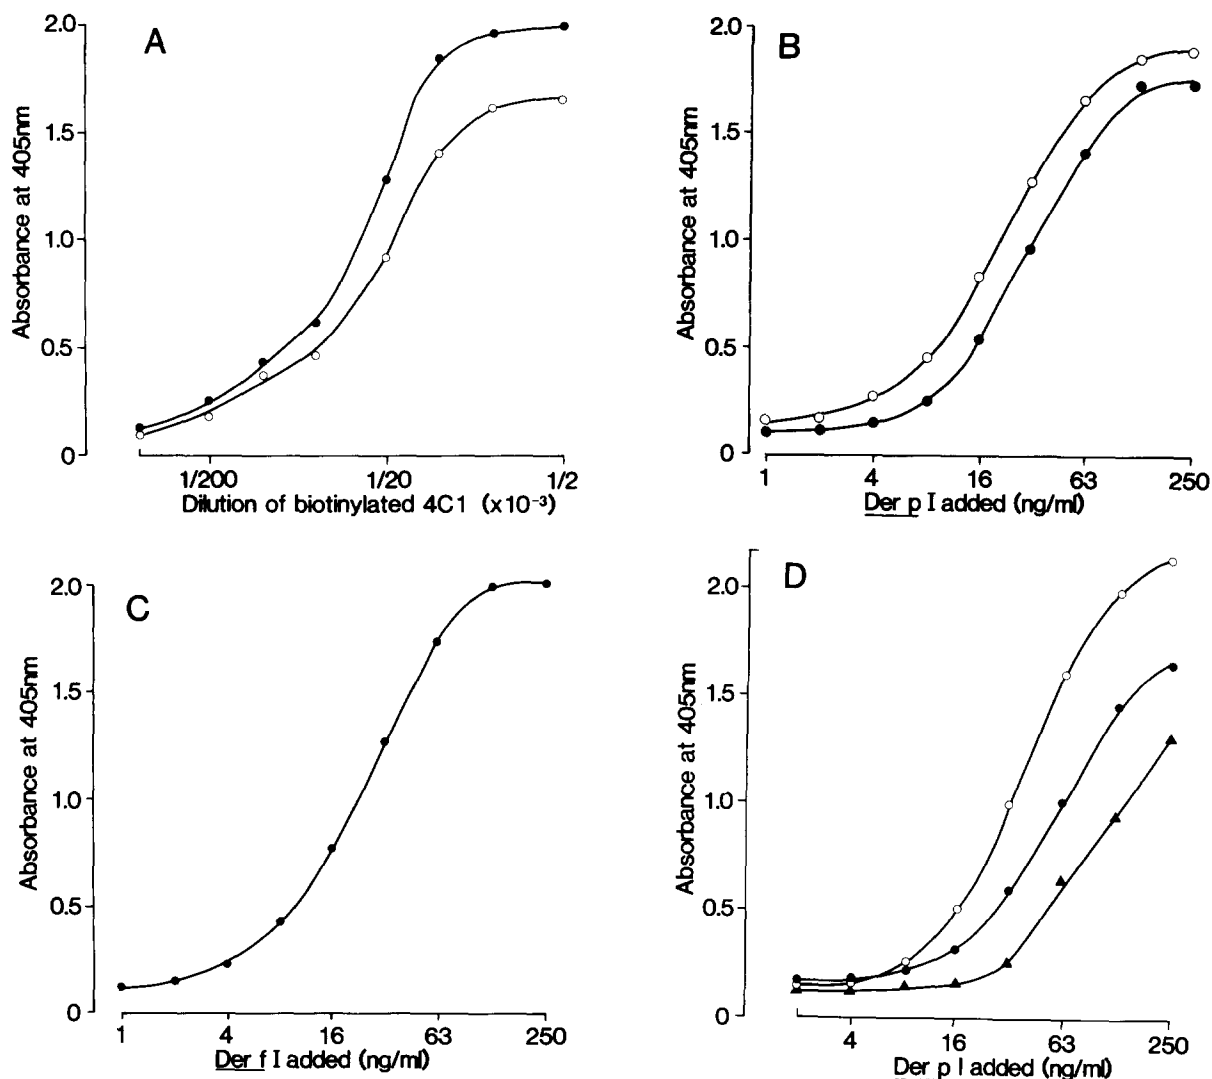 A
2.0
1.5
1.0
0.5
0
Absorbance at 405nm
1/200 1/20 1/2
Dilution of biotinylated 4C1 (x10⁻³)
B
2.0
1.5
1.0
0.5
0
Absorbance at 405nm
1 4 16 63 250
Der p I added (ng/ml)
C
2.0
1.5
1.0
0.5
0
Absorbance at 405nm
1 4 16 63 250
Der f I added (ng/ml)
D
2.0
1.5
1.0
0.5
0
Absorbance at 405nm
4 16 63 250
Der p I added (ng/ml)